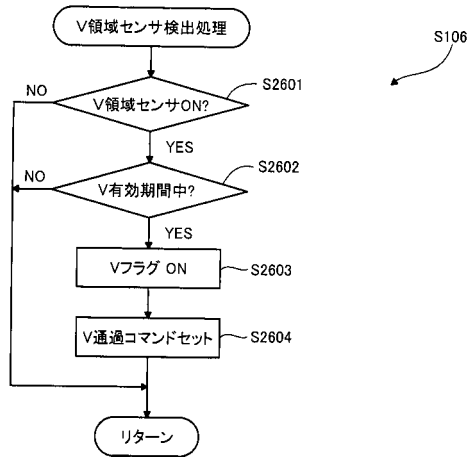 V領域センサ検出処理
S106
S2601
NO
V領域センサON?
YES
S2602
NO
V有効期間中?
YES
Vフラグ ON
S2603
V通過コマンドセット
S2604
リターン